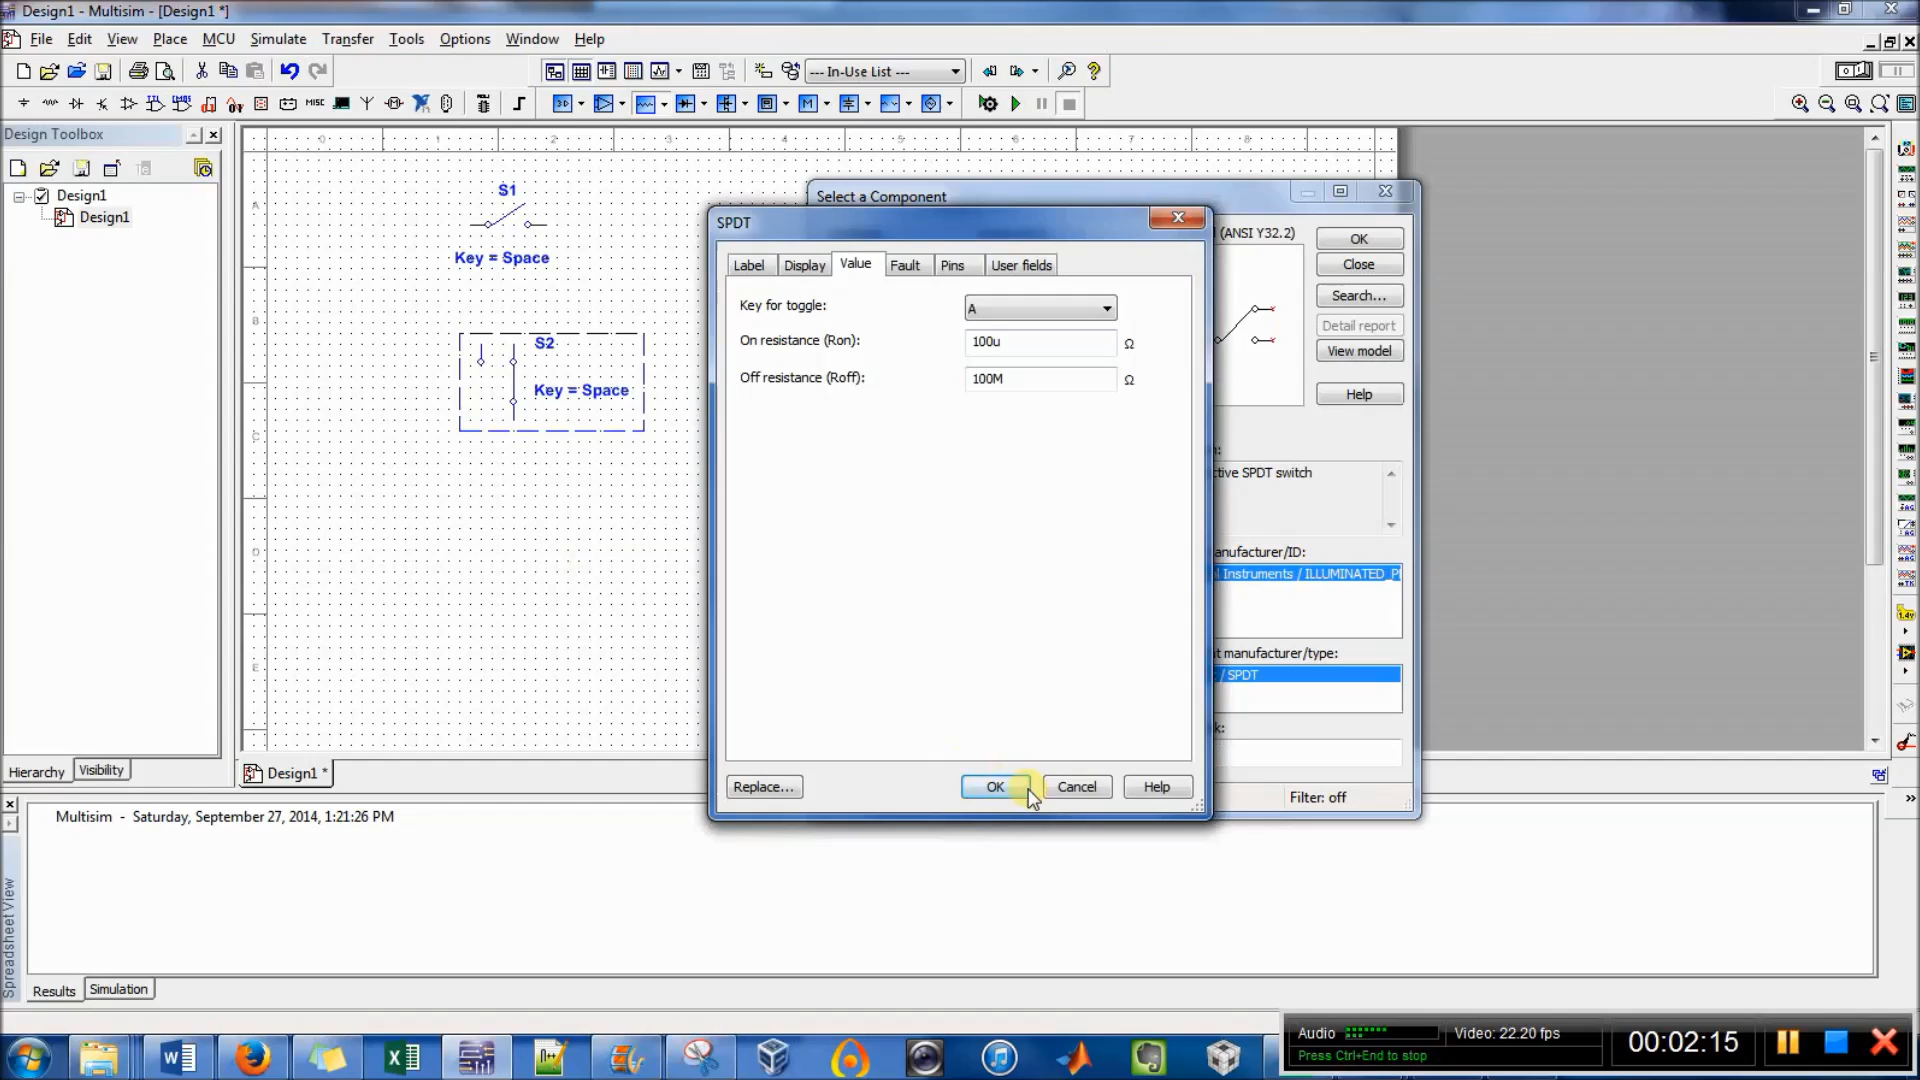 Design1 - Multisim - [Design1 *]
File Edit View Place MCU Simulate Transfer Tools Options Window Help
--- In-Use List ---
MISC
Design Toolbox
Design1
Design1
Hierarchy Visibility
S1
Key = Space
S2
Key = Space
Design1 *
Select a Component
(ANSI Y32.2)
OK
Close
Search...
Detail report
View model
Help
ctive SPDT switch
anufacturer/ID:
l Instruments / ILLUMINATED_P
t manufacturer/type:
/ SPDT
k:
Filter: off
SPDT
Label Display Value Fault Pins User fields
Key for toggle: A
On resistance (Ron): 100u Ω
Off resistance (Roff): 100M Ω
Replace... OK Cancel Help
Multisim - Saturday, September 27, 2014, 1:21:26 PM
Spreadsheet View
Results Simulation
Audio Video: 22.20 fps
Press Ctrl+End to stop
00:02:15